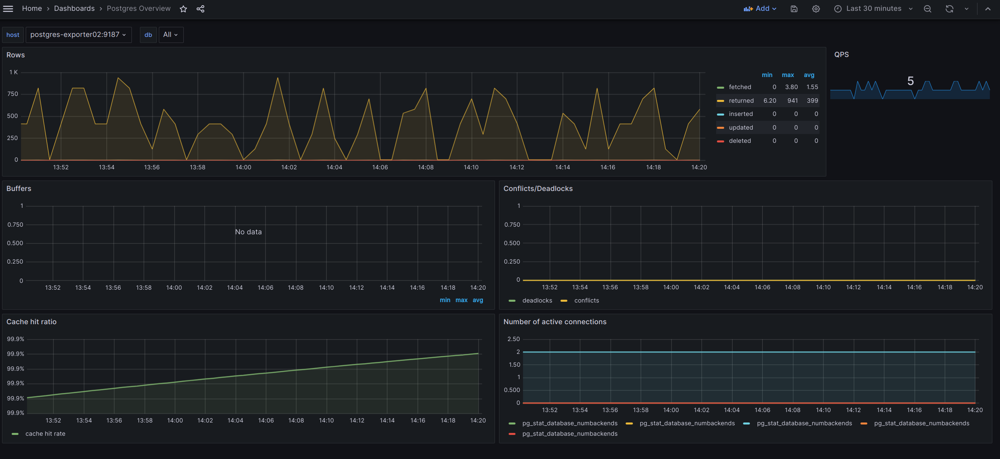 Home > Dashboards > Postgres Overview
Add
Last 30 minutes
host postgres-exporter02:9187 db All
Rows
1 K
750
500
250
0
13:52 13:54 13:56 13:58 14:00 14:02 14:04 14:06 14:08 14:10 14:12 14:14 14:16 14:18 14:20
min max avg
fetched 0 3.80 1.55
returned 6.20 941 399
inserted 0 0 0
updated 0 0 0
deleted 0 0 0
QPS
5
Buffers
1
0.750
0.500
0.250
0
No data
13:52 13:54 13:56 13:58 14:00 14:02 14:04 14:06 14:08 14:10 14:12 14:14 14:16 14:18 14:20
min max avg
Conflicts/Deadlocks
1
0.750
0.500
0.250
0
13:52 13:54 13:56 13:58 14:00 14:02 14:04 14:06 14:08 14:10 14:12 14:14 14:16 14:18 14:20
deadlocks conflicts
Cache hit ratio
99.9%
99.9%
99.9%
99.9%
99.9%
99.9%
13:52 13:54 13:56 13:58 14:00 14:02 14:04 14:06 14:08 14:10 14:12 14:14 14:16 14:18 14:20
cache hit rate
Number of active connections
2.50
2
1.50
1
0.500
0
13:52 13:54 13:56 13:58 14:00 14:02 14:04 14:06 14:08 14:10 14:12 14:14 14:16 14:18 14:20
pg_stat_database_numbackends pg_stat_database_numbackends pg_stat_database_numbackends pg_stat_database_numbackends
pg_stat_database_numbackends